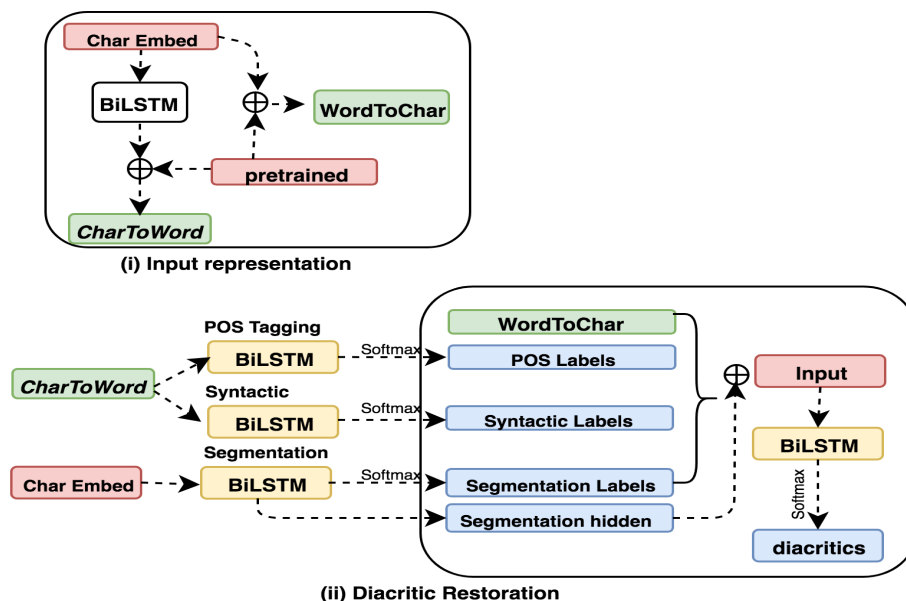 Char Embed
BiLSTM
WordToChar
pretrained
CharToWord
(i) Input representation
POS Tagging
WordToChar
BiLSTM
Softmax
POS Labels
Input
CharToWord
Syntactic
BiLSTM
Softmax
Syntactic Labels
BiLSTM
Segmentation
Char Embed
BiLSTM
Softmax
Segmentation Labels
Softmax
Segmentation hidden
diacritics
(ii) Diacritic Restoration